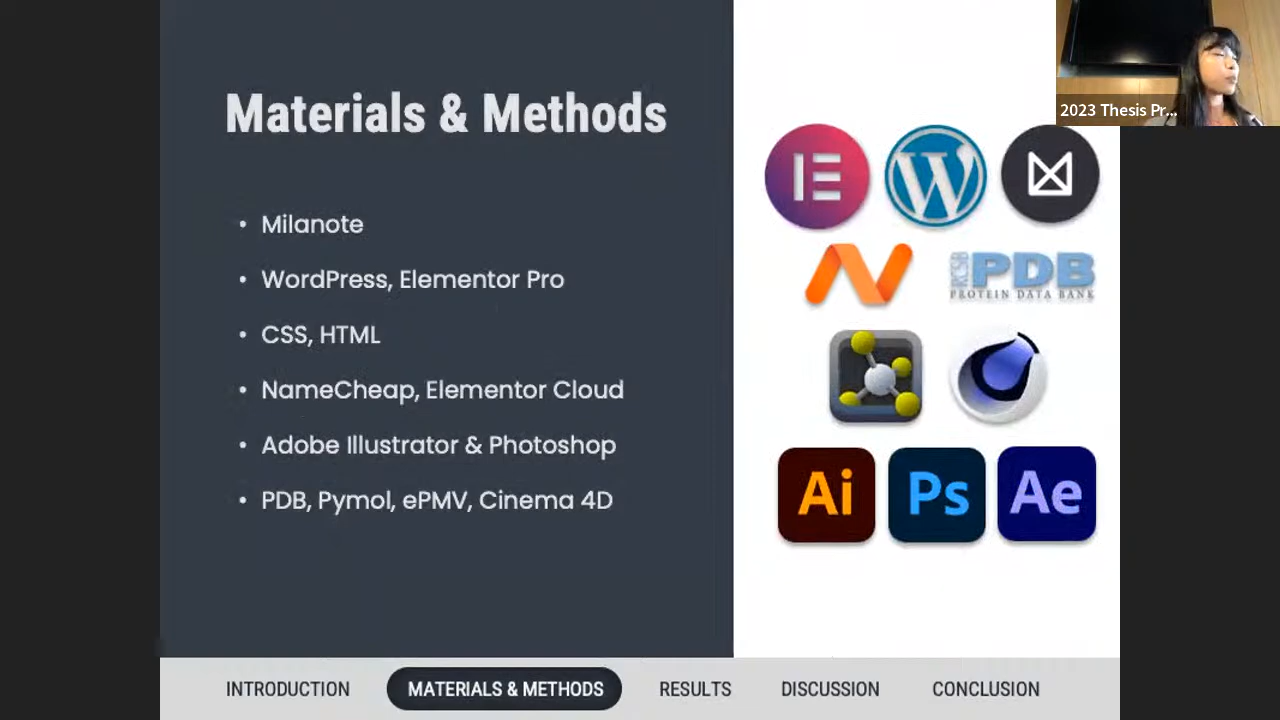 Materials & Methods
2023 Thesis Pr...
• Milanote
• WordPress, Elementor Pro
• CSS, HTML
• NameCheap, Elementor Cloud
• Adobe Illustrator & Photoshop
• PDB, Pymol, ePMV, Cinema 4D
W
RCSB PDB
PROTEIN DATA BANK
Ai Ps Ae
INTRODUCTION MATERIALS & METHODS RESULTS DISCUSSION CONCLUSION